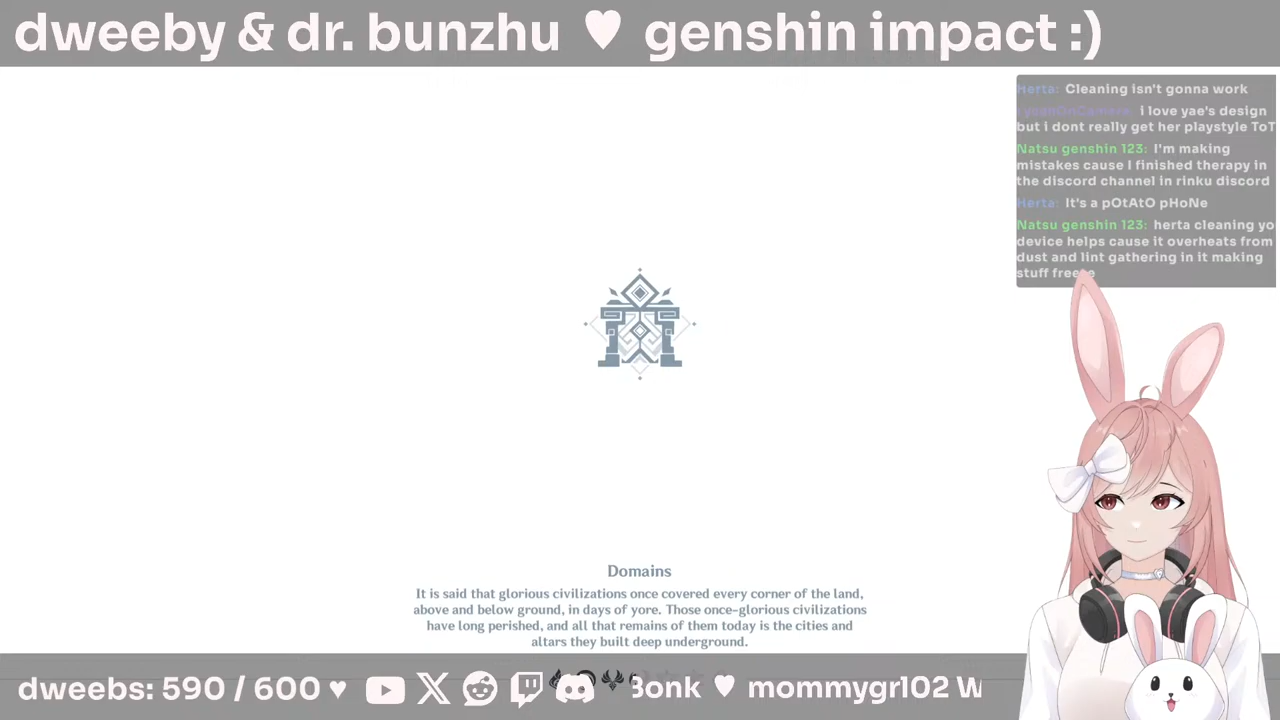 dweeby & dr. bunzhu ♥ genshin impact :)
Herta: Cleaning isn't gonna work
i love yae's design
but i dont really get her playstyle ToT
Natsu genshin 123: I'm making
mistakes cause I finished therapy in
the discord channel in rinku discord
Herta: It's a pOtAtO pHoNe
Natsu genshin 123: herta cleaning yo
device helps cause it overheats from
dust and lint gathering in it making
stuff freeze
Domains
It is said that glorious civilizations once covered every corner of the land,
above and below ground, in days of yore. Those once-glorious civilizations
have long perished, and all that remains of them today is the cities and
altars they built deep underground.
dweebs: 590 / 600 ♥ Bonk ♥ mommygr102 W